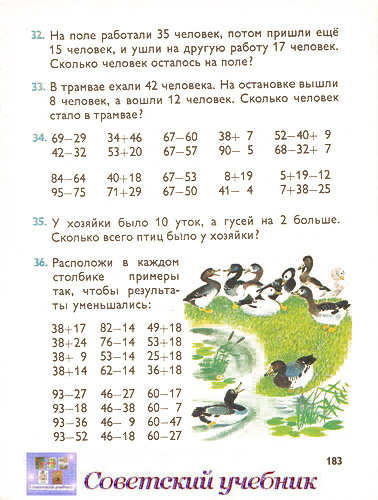 32. На поле работали 35 человек, потом пришли ещё
15 человек, и ушли на другую работу 17 человек.
Сколько человек осталось на поле?
33. В трамвае ехали 42 человека. На остановке вышли
8 человек, а вошли 12 человек. Сколько человек
стало в трамвае?
34. 69−29 34+46 67−60 38+ 7 52−40+ 9
42−32 53+20 67−57 90− 5 68−32+ 7
84−64 40+18 67−53 8+19 5+19−12
95−75 71+29 67−50 41− 4 7+38−25
35. У хозяйки было 10 уток, а гусей на 2 больше.
Сколько всего птиц было у хозяйки?
36. Расположи в каждом
столбике примеры
так, чтобы результа-
ты уменьшались:
38+17 82−14 49+18
38+24 76−14 53+18
38+ 9 53−14 25+18
38+14 62−14 36+18
93−27 46−27 60−17
93−18 46−38 60− 7
93−36 46− 9 60−47
93−52 46−18 60−27
183
Советский учебник
Советский учебник